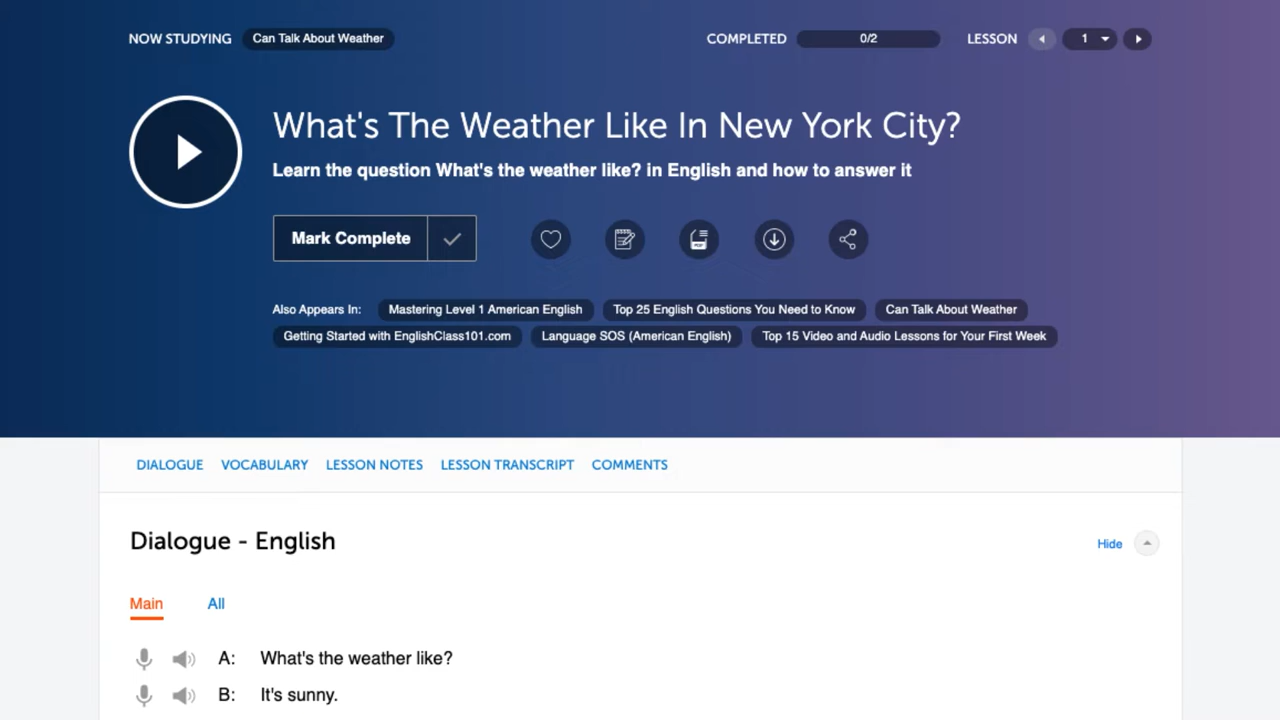 NOW STUDYING Can Talk About Weather COMPLETED 0/2 LESSON 1
What's The Weather Like In New York City?
Learn the question What's the weather like? in English and how to answer it
Mark Complete
Also Appears In: Mastering Level 1 American English Top 25 English Questions You Need to Know Can Talk About Weather
Getting Started with EnglishClass101.com Language SOS (American English) Top 15 Video and Audio Lessons for Your First Week
DIALOGUE VOCABULARY LESSON NOTES LESSON TRANSCRIPT COMMENTS
Dialogue - English Hide
Main All
A: What's the weather like?
B: It's sunny.